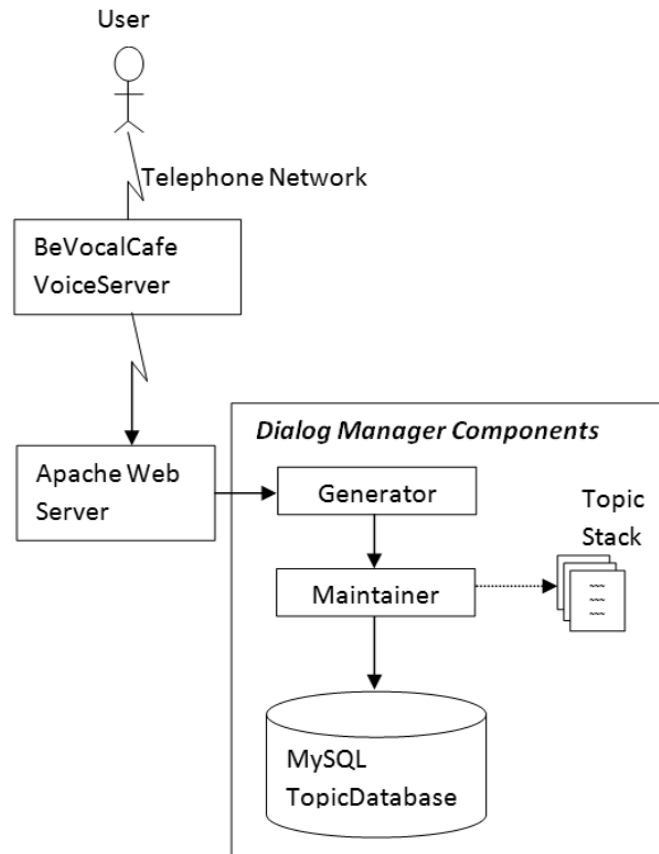 User
Telephone Network
BeVocalCafe
VoiceServer
Dialog Manager Components
Apache Web
Server
Generator
Topic
Stack
Maintainer
MySQL
TopicDatabase